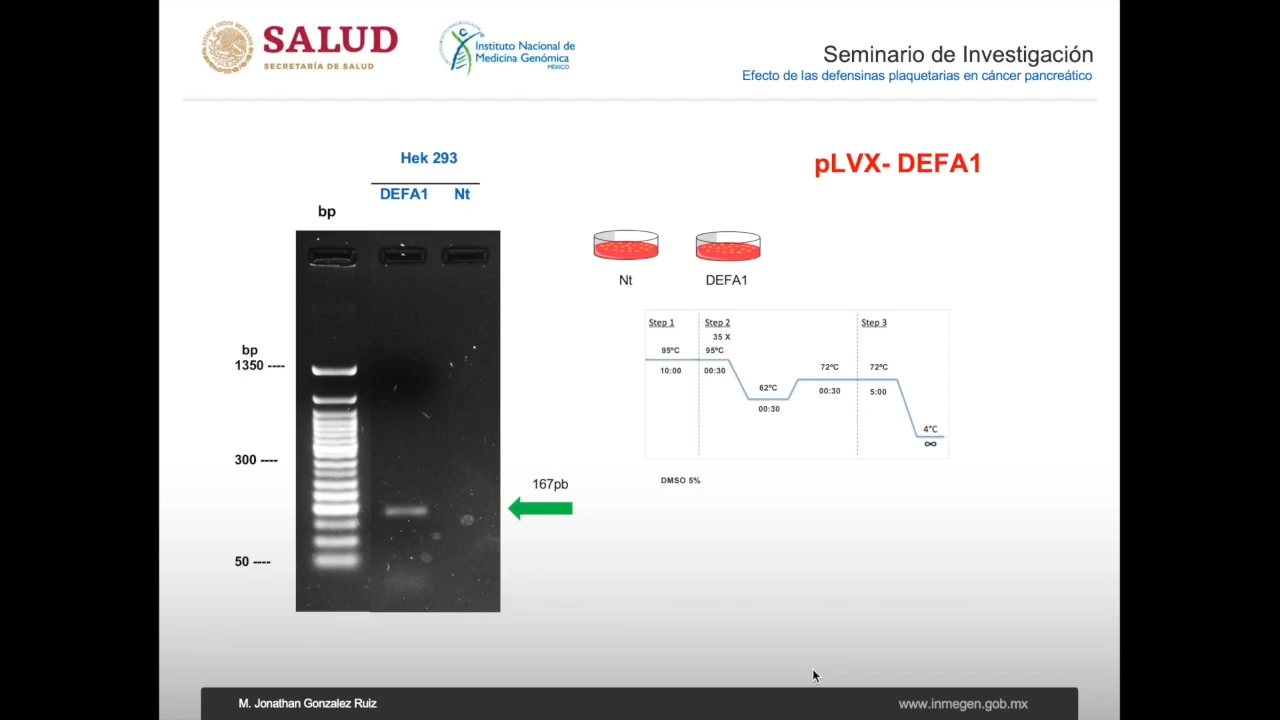 SALUD
SECRETARÍA DE SALUD
Instituto Nacional de
Medicina Genómica
MÉXICO
Seminario de Investigación
Efecto de las defensinas plaquetarias en cáncer pancreático
Hek 293
DEFA1 Nt
bp
pLVX- DEFA1
Nt
DEFA1
bp
1350 ----
300 ----
50 ----
167pb
Step 1
Step 2
Step 3
35 X
95ºC
95ºC
72ºC
72ºC
10:00
00:30
62ºC
00:30
5:00
00:30
4°C
∞
DMSO 5%
M. Jonathan Gonzalez Ruiz
www.inmegen.gob.mx